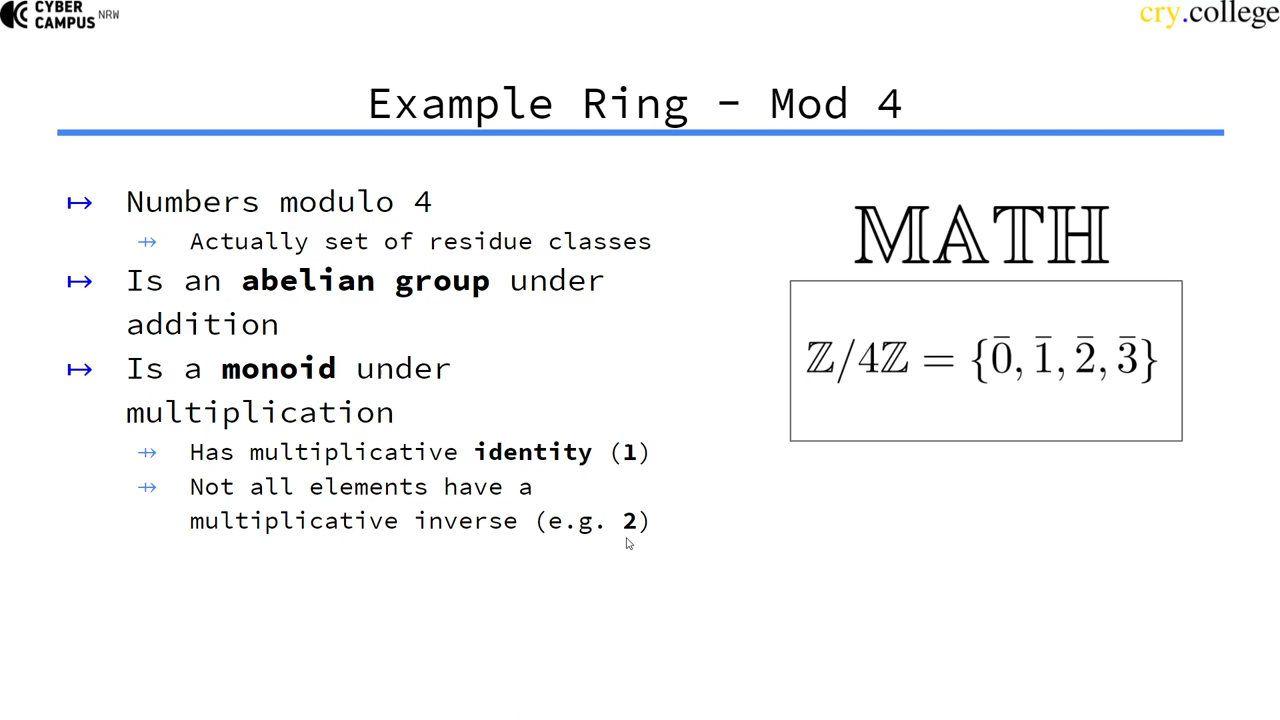 CYBER
CAMPUS NRW
cry.college
Example Ring - Mod 4
↦ Numbers modulo 4
⇸ Actually set of residue classes
↦ Is an abelian group under
addition
↦ Is a monoid under
multiplication
⇸ Has multiplicative identity (1)
⇸ Not all elements have a
multiplicative inverse (e.g. 2)
𝕄𝔸𝕋ℍ
ℤ/4ℤ = {0̄, 1̄, 2̄, 3̄}